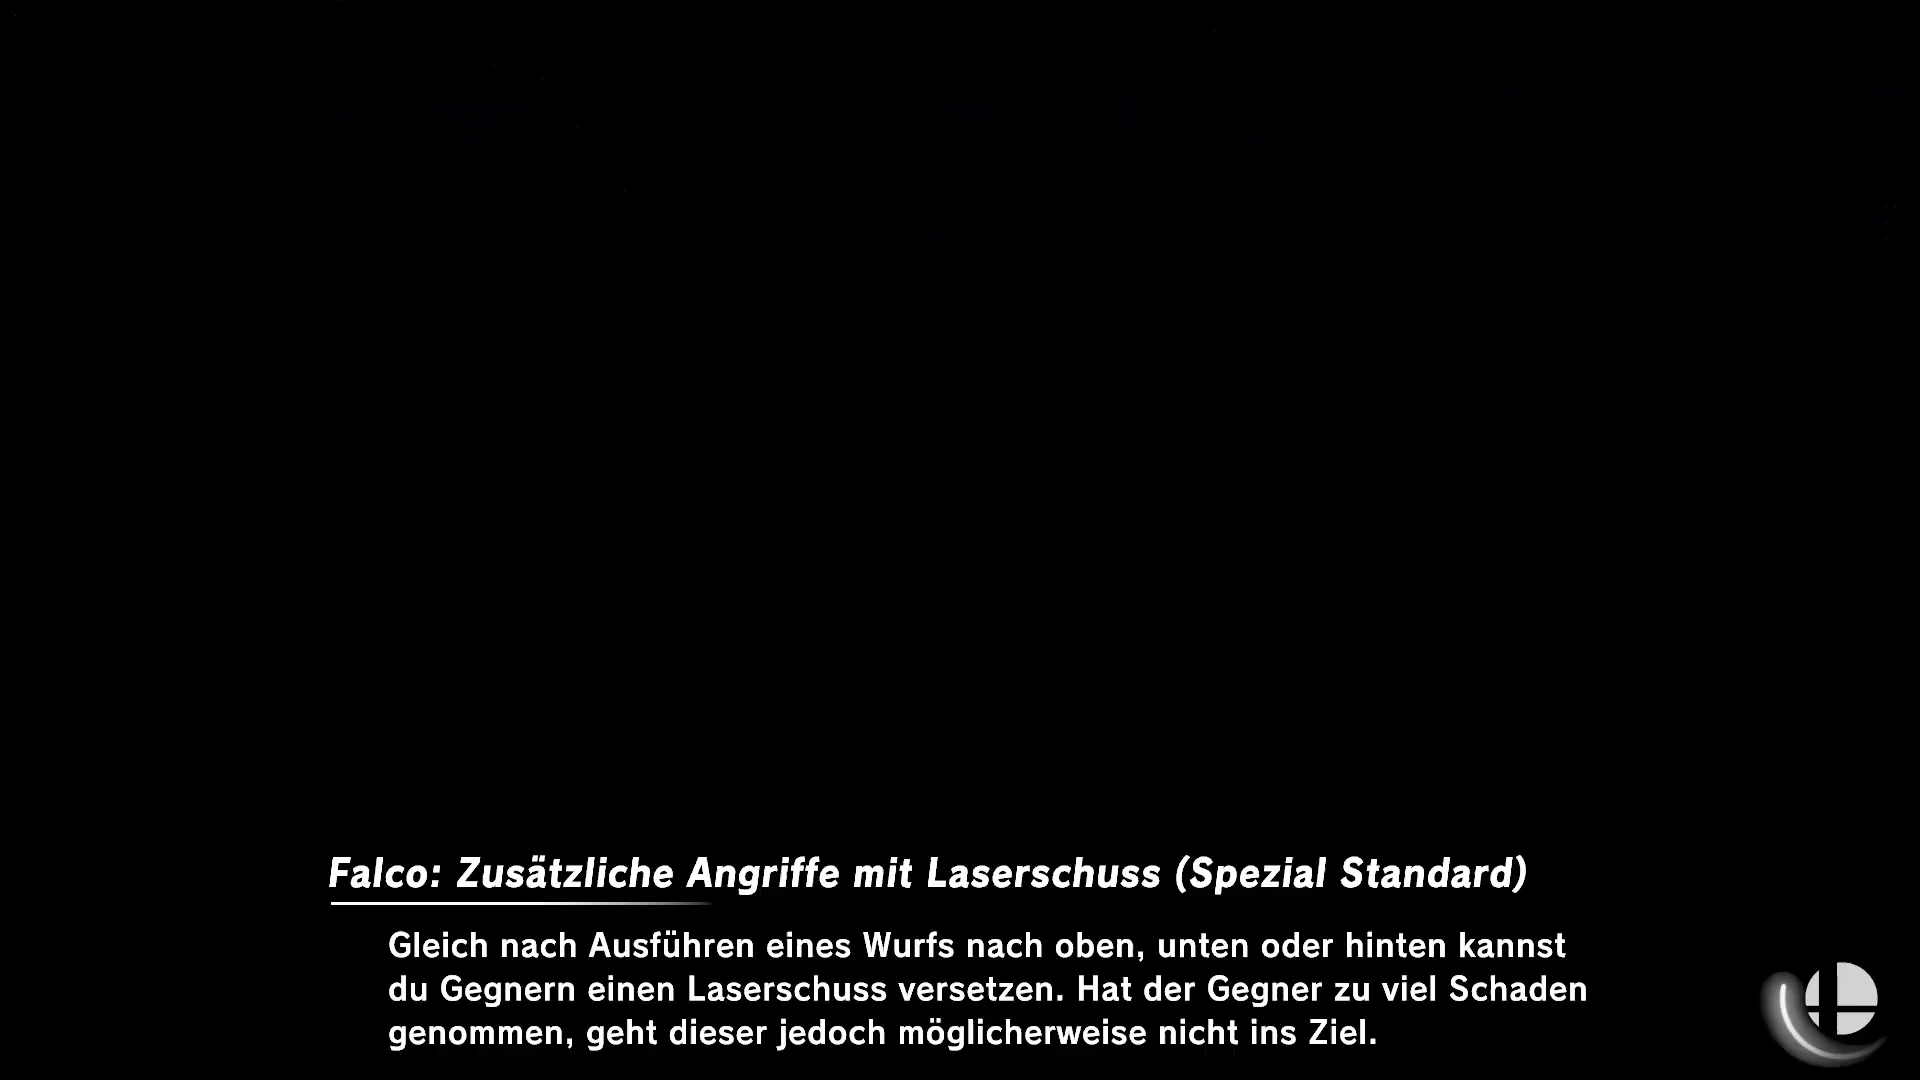 Falco: Zusätzliche Angriffe mit Laserschuss (Spezial Standard)
Gleich nach Ausführen eines Wurfs nach oben, unten oder hinten kannst
du Gegnern einen Laserschuss versetzen. Hat der Gegner zu viel Schaden
genommen, geht dieser jedoch möglicherweise nicht ins Ziel.